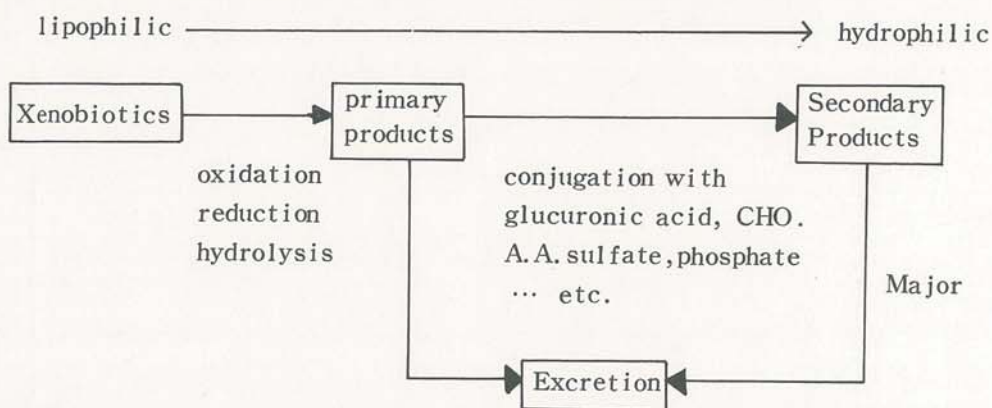 lipophilic
hydrophilic
Xenobiotics
primary
products
Secondary
Products
oxidation
reduction
hydrolysis
conjugation with
glucuronic acid, CHO.
A.A. sulfate, phosphate
··· etc.
Major
Excretion